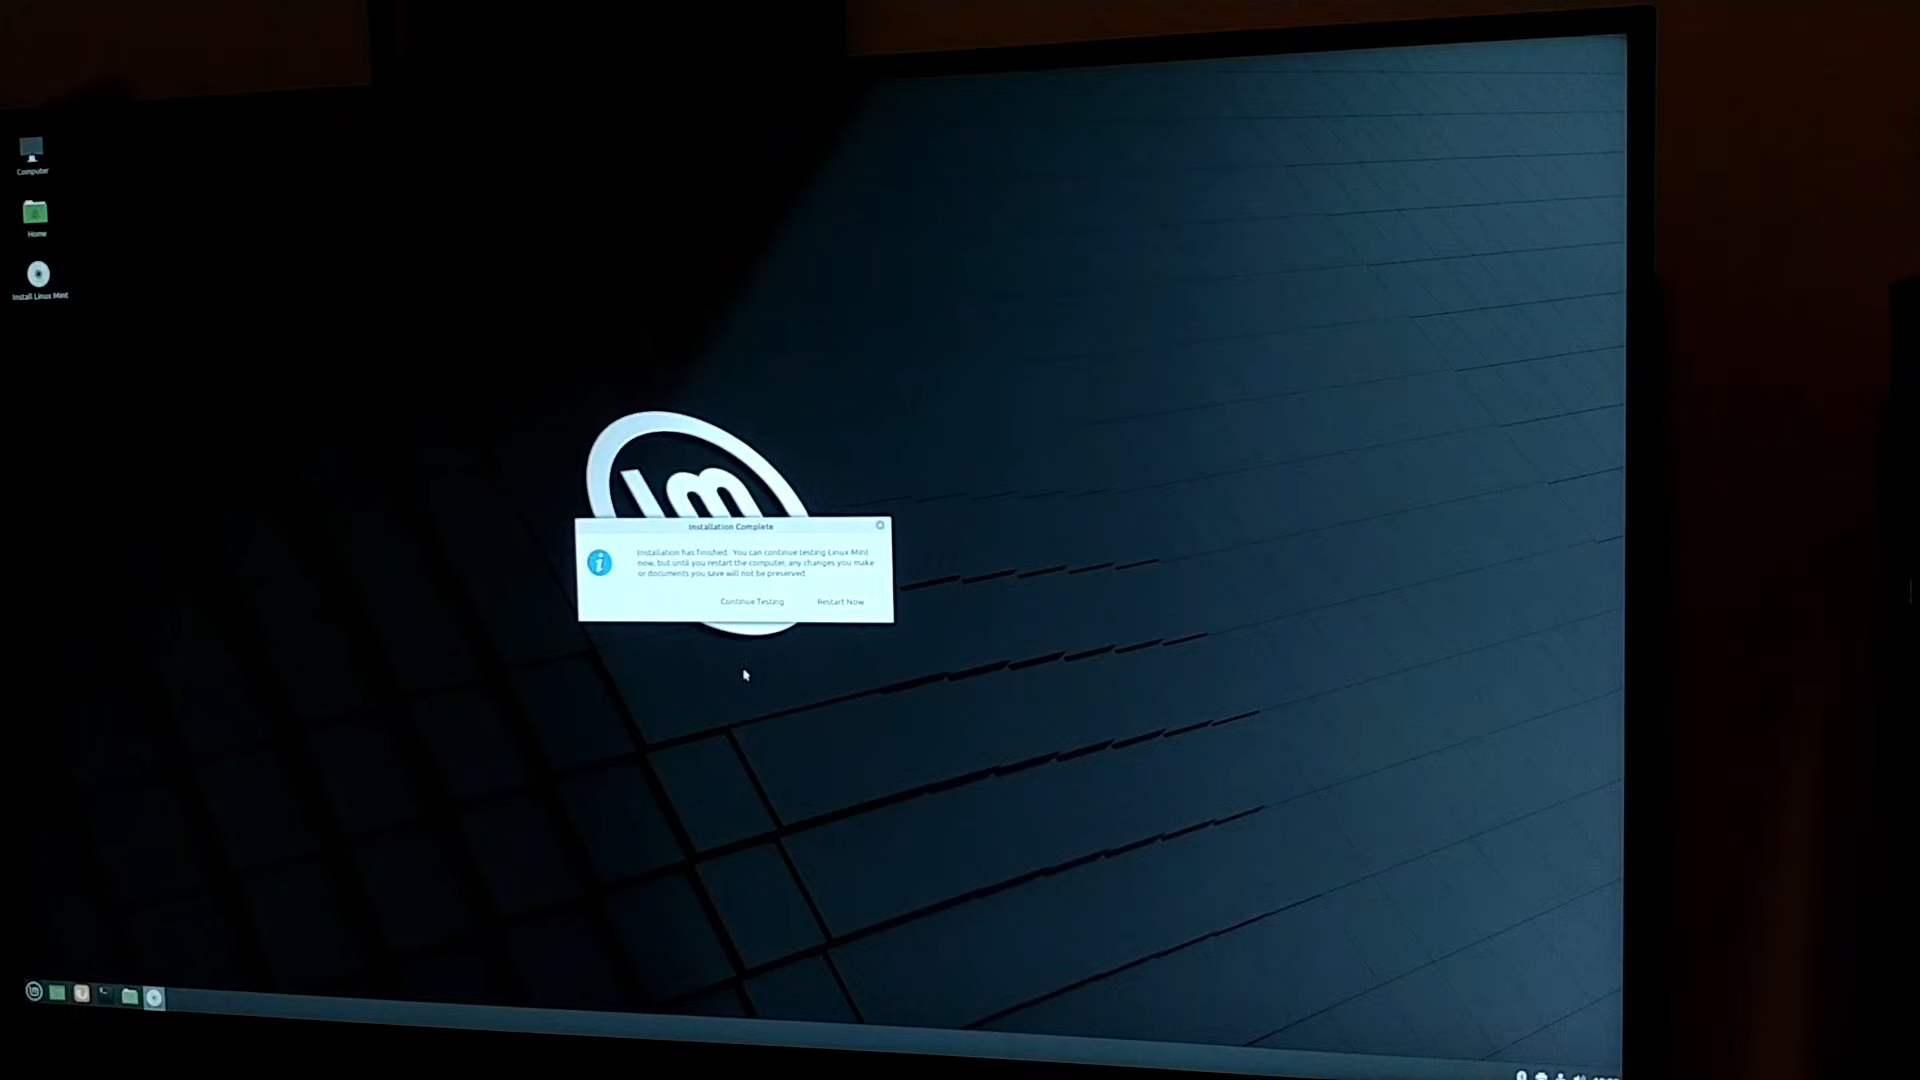 Computer
Home
Install Linux Mint
lm
Installation Complete
Installation has finished. You can continue testing Linux Mint
now, but until you restart the computer, any changes you make
or documents you save will not be preserved.
Continue Testing
Restart Now